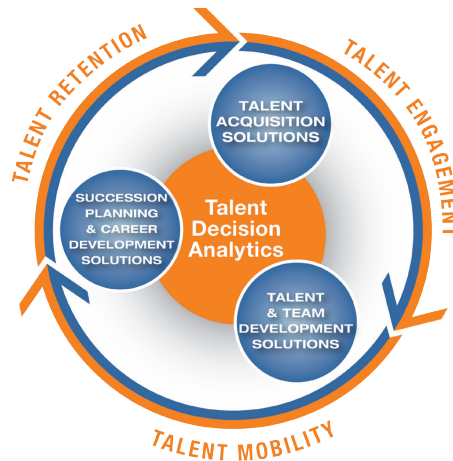 TALENT RETENTION
TALENT ENGAGEMENT
TALENT
ACQUISITION
SOLUTIONS
SUCCESSION
PLANNING
& CAREER
DEVELOPMENT
SOLUTIONS
Talent
Decision
Analytics
TALENT
& TEAM
DEVELOPMENT
SOLUTIONS
TALENT MOBILITY